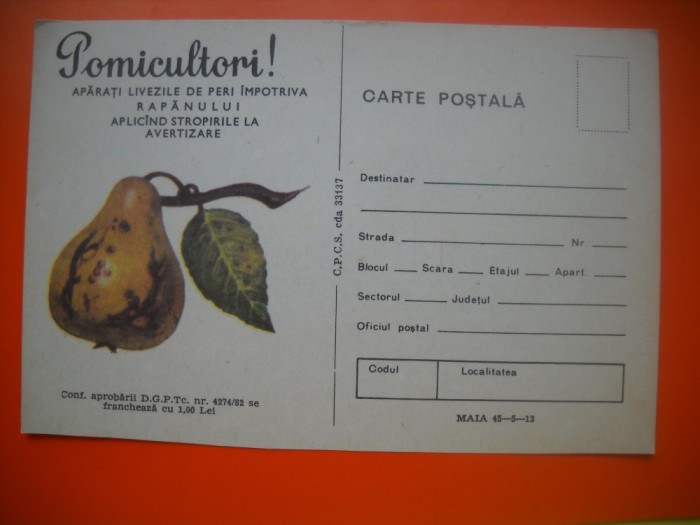 Pomicultori!
APĂRAȚI LIVEZILE DE PERI ÎMPOTRIVA
RAPĂNULUI
APLICÎND STROPIRILE LA
AVERTIZARE
Conf. aprobării D.G.P.Tc. nr. 4274/82 se
franchează cu 1,00 Lei
C.P.C.S. cda 33137
CARTE POȘTALĂ
Destinatar
Strada Nr.
Blocul Scara Etajul Apart.
Sectorul Județul
Oficiul poștal
Codul Localitatea
MAIA 45—5—13